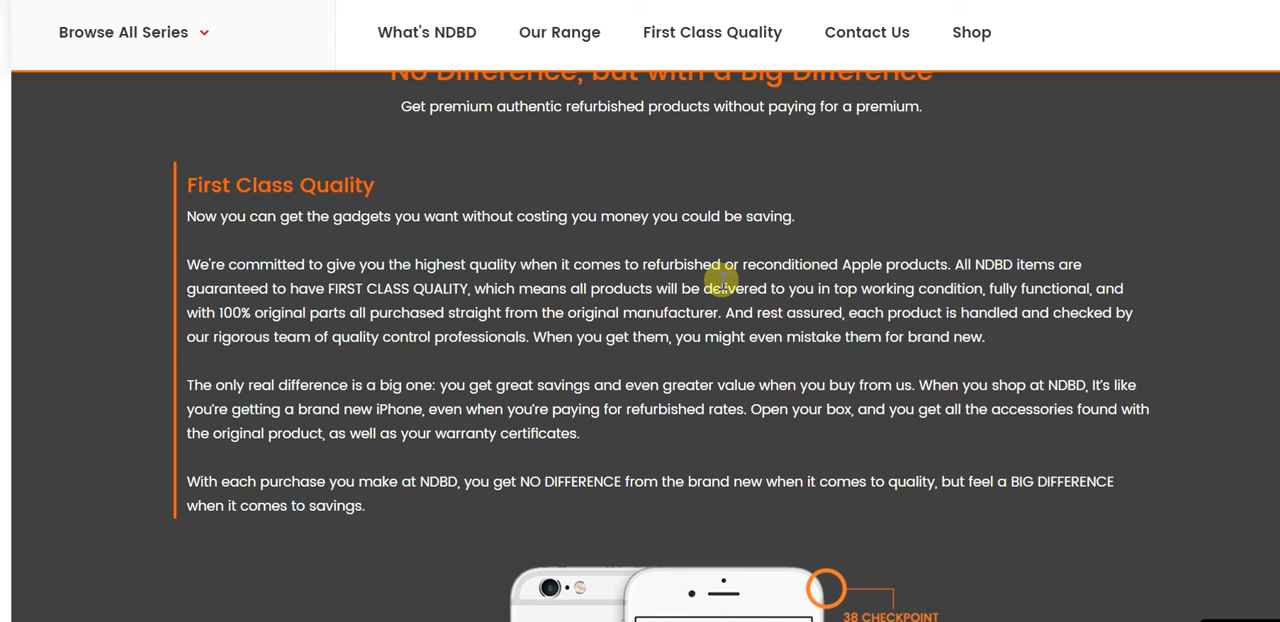 Browse All Series
What's NDBD
Our Range
First Class Quality
Contact Us
Shop
No Difference, but with a Big Difference
Get premium authentic refurbished products without paying for a premium.
First Class Quality
Now you can get the gadgets you want without costing you money you could be saving.
We're committed to give you the highest quality when it comes to refurbished or reconditioned Apple products. All NDBD items are
guaranteed to have FIRST CLASS QUALITY, which means all products will be delivered to you in top working condition, fully functional, and
with 100% original parts all purchased straight from the original manufacturer. And rest assured, each product is handled and checked by
our rigorous team of quality control professionals. When you get them, you might even mistake them for brand new.
The only real difference is a big one: you get great savings and even greater value when you buy from us. When you shop at NDBD, It's like
you're getting a brand new iPhone, even when you're paying for refurbished rates. Open your box, and you get all the accessories found with
the original product, as well as your warranty certificates.
With each purchase you make at NDBD, you get NO DIFFERENCE from the brand new when it comes to quality, but feel a BIG DIFFERENCE
when it comes to savings.
38 CHECKPOINT